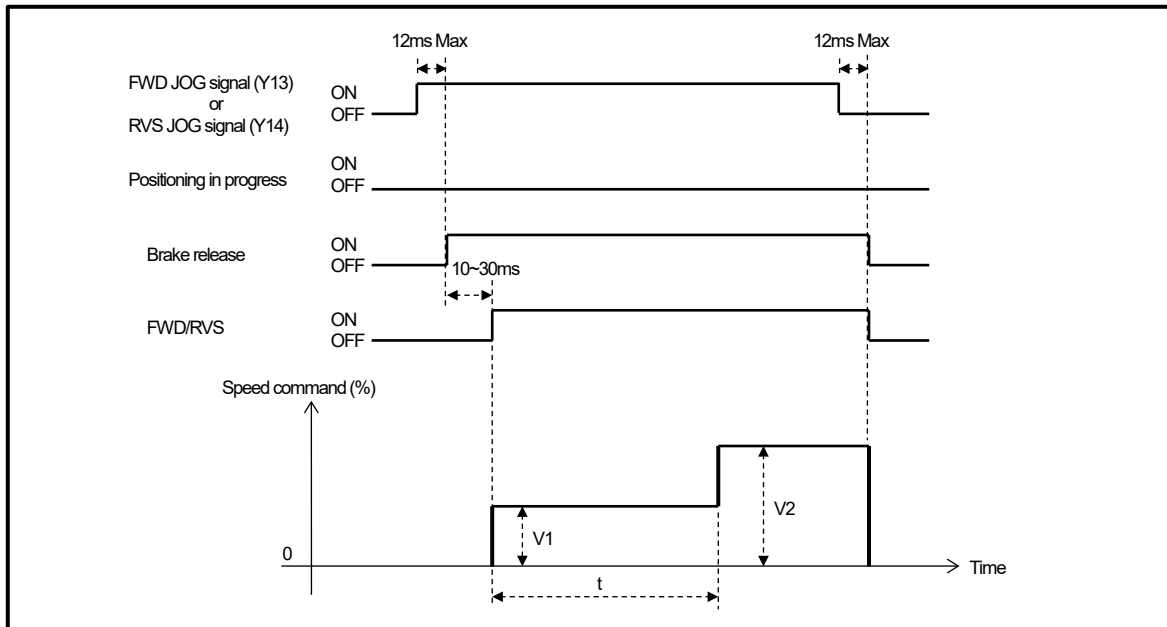 12ms Max
12ms Max
FWD JOG signal (Y13)
or
RVS JOG signal (Y14)
ON
OFF
Positioning in progress
ON
OFF
Brake release
ON
OFF
10~30ms
FWD/RVS
ON
OFF
Speed command (%)
V1
V2
0
Time
t